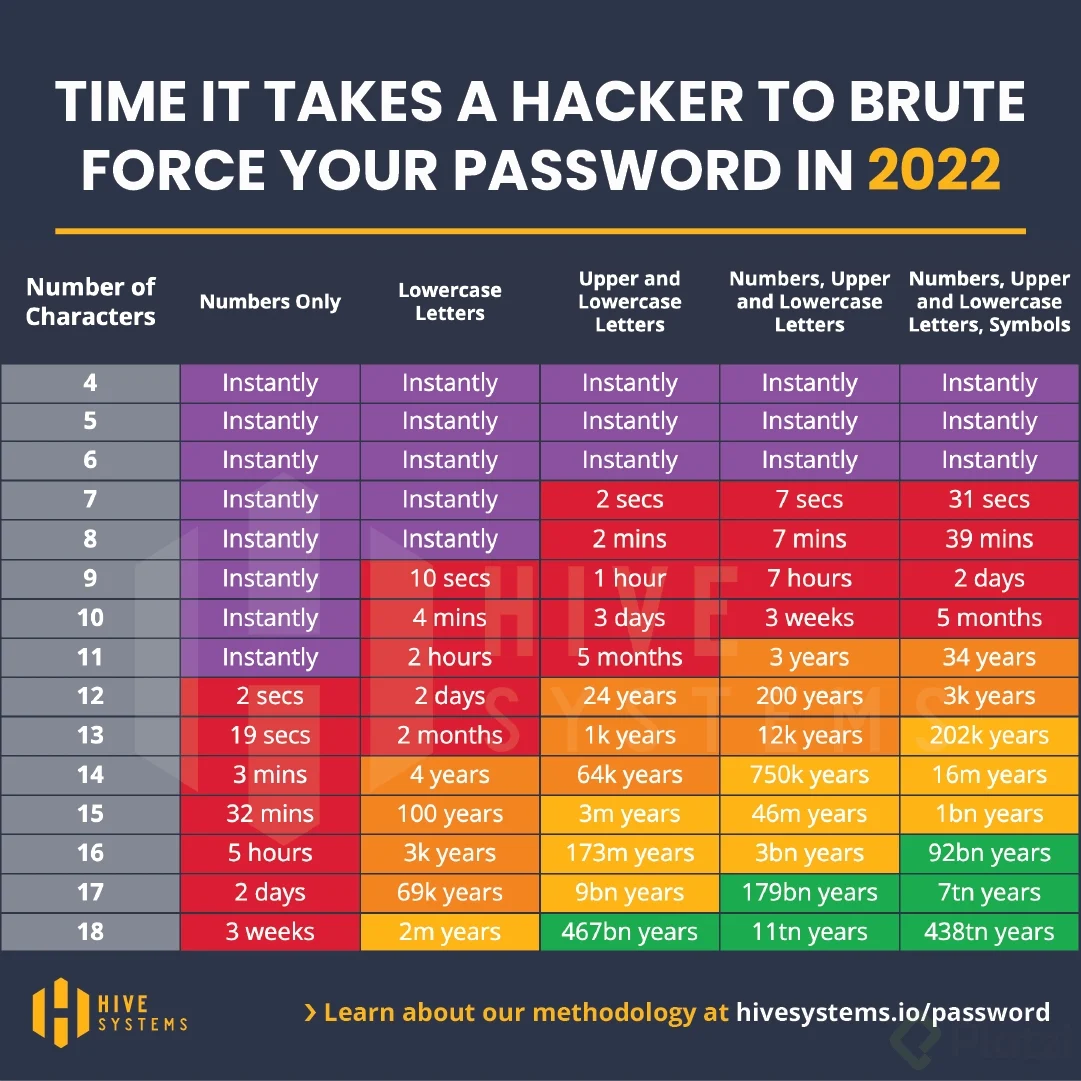 TIME IT TAKES A HACKER TO BRUTE
FORCE YOUR PASSWORD IN 2022
Number of
Characters
Numbers Only
Lowercase
Letters
Upper and
Lowercase
Letters
Numbers, Upper
and Lowercase
Letters
Numbers, Upper
and Lowercase
Letters, Symbols
4 Instantly Instantly Instantly Instantly Instantly
5 Instantly Instantly Instantly Instantly Instantly
6 Instantly Instantly Instantly Instantly Instantly
7 Instantly Instantly 2 secs 7 secs 31 secs
8 Instantly Instantly 2 mins 7 mins 39 mins
9 Instantly 10 secs 1 hour 7 hours 2 days
10 Instantly 4 mins 3 days 3 weeks 5 months
11 Instantly 2 hours 5 months 3 years 34 years
12 2 secs 2 days 24 years 200 years 3k years
13 19 secs 2 months 1k years 12k years 202k years
14 3 mins 4 years 64k years 750k years 16m years
15 32 mins 100 years 3m years 46m years 1bn years
16 5 hours 3k years 173m years 3bn years 92bn years
17 2 days 69k years 9bn years 179bn years 7tn years
18 3 weeks 2m years 467bn years 11tn years 438tn years
HIVE
SYSTEMS
HIVE
SYSTEMS
› Learn about our methodology at hivesystems.io/password